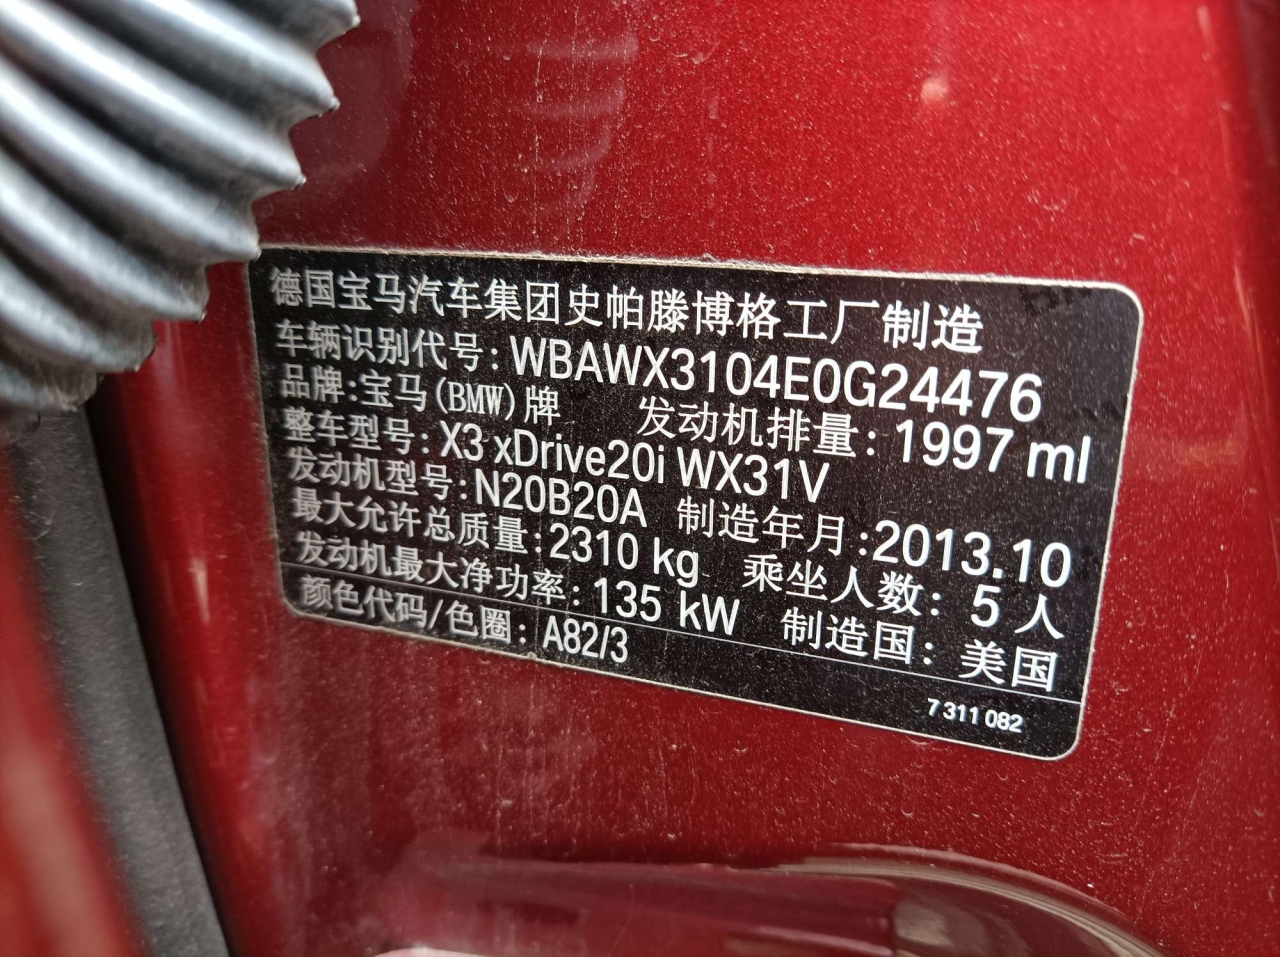 德国宝马汽车集团史帕滕博格工厂制造
车辆识别代号: WBAWX3104E0G24476
品牌:宝马(BMW)牌 发动机排量: 1997 ml
整车型号: X3 xDrive20i WX31V
发动机型号:N20B20A 制造年月:2013.10
最大允许总质量:2310 kg 乘坐人数: 5 人
发动机最大净功率: 135 kW 制造国: 美国
颜色代码/色圈: A82/3
7 311 082